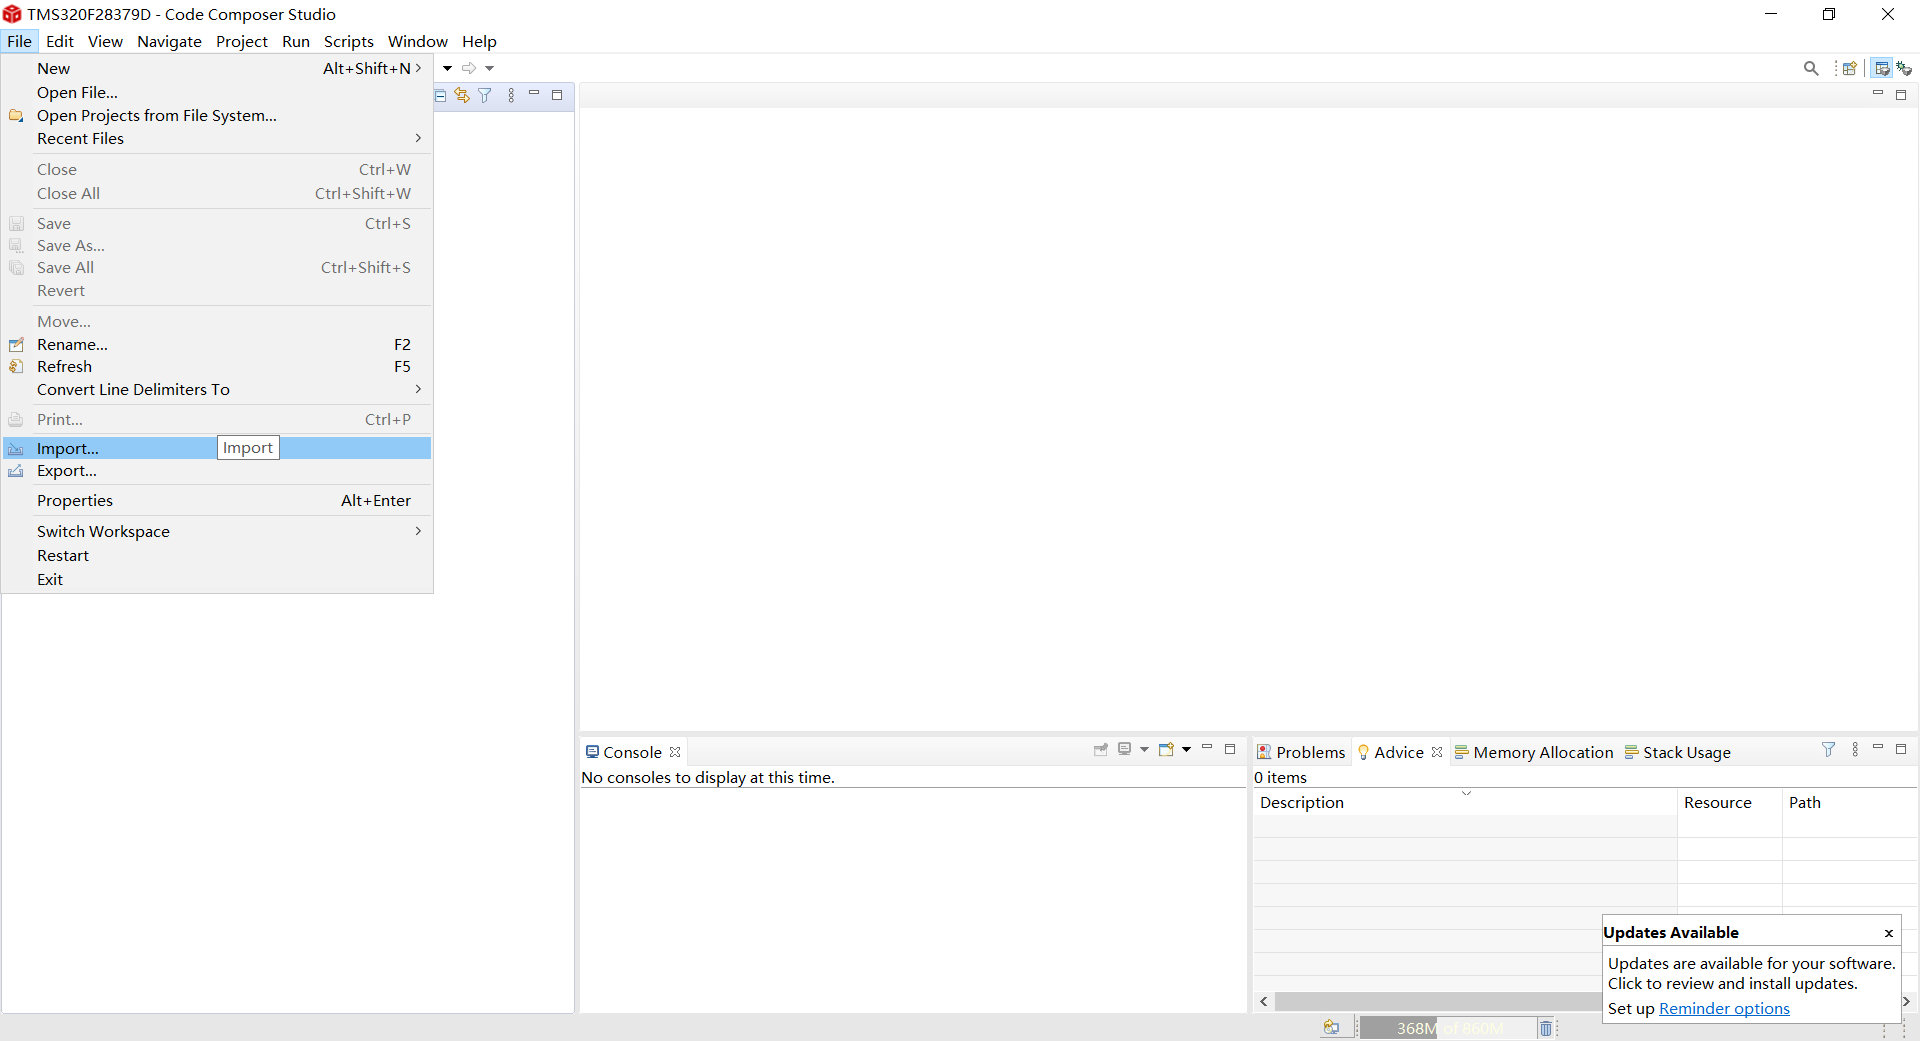 TMS320F28379D - Code Composer Studio
File Edit View Navigate Project Run Scripts Window Help
New Alt+Shift+N
Open File...
Open Projects from File System...
Recent Files
Close Ctrl+W
Close All Ctrl+Shift+W
Save Ctrl+S
Save As...
Save All Ctrl+Shift+S
Revert
Move...
Rename... F2
Refresh F5
Convert Line Delimiters To
Print... Ctrl+P
Import... Import
Export...
Properties Alt+Enter
Switch Workspace
Restart
Exit
Console
No consoles to display at this time.
Problems Advice Memory Allocation Stack Usage
0 items
Description Resource Path
Updates Available
Updates are available for your software.
Click to review and install updates.
Set up Reminder options
368M of 860M